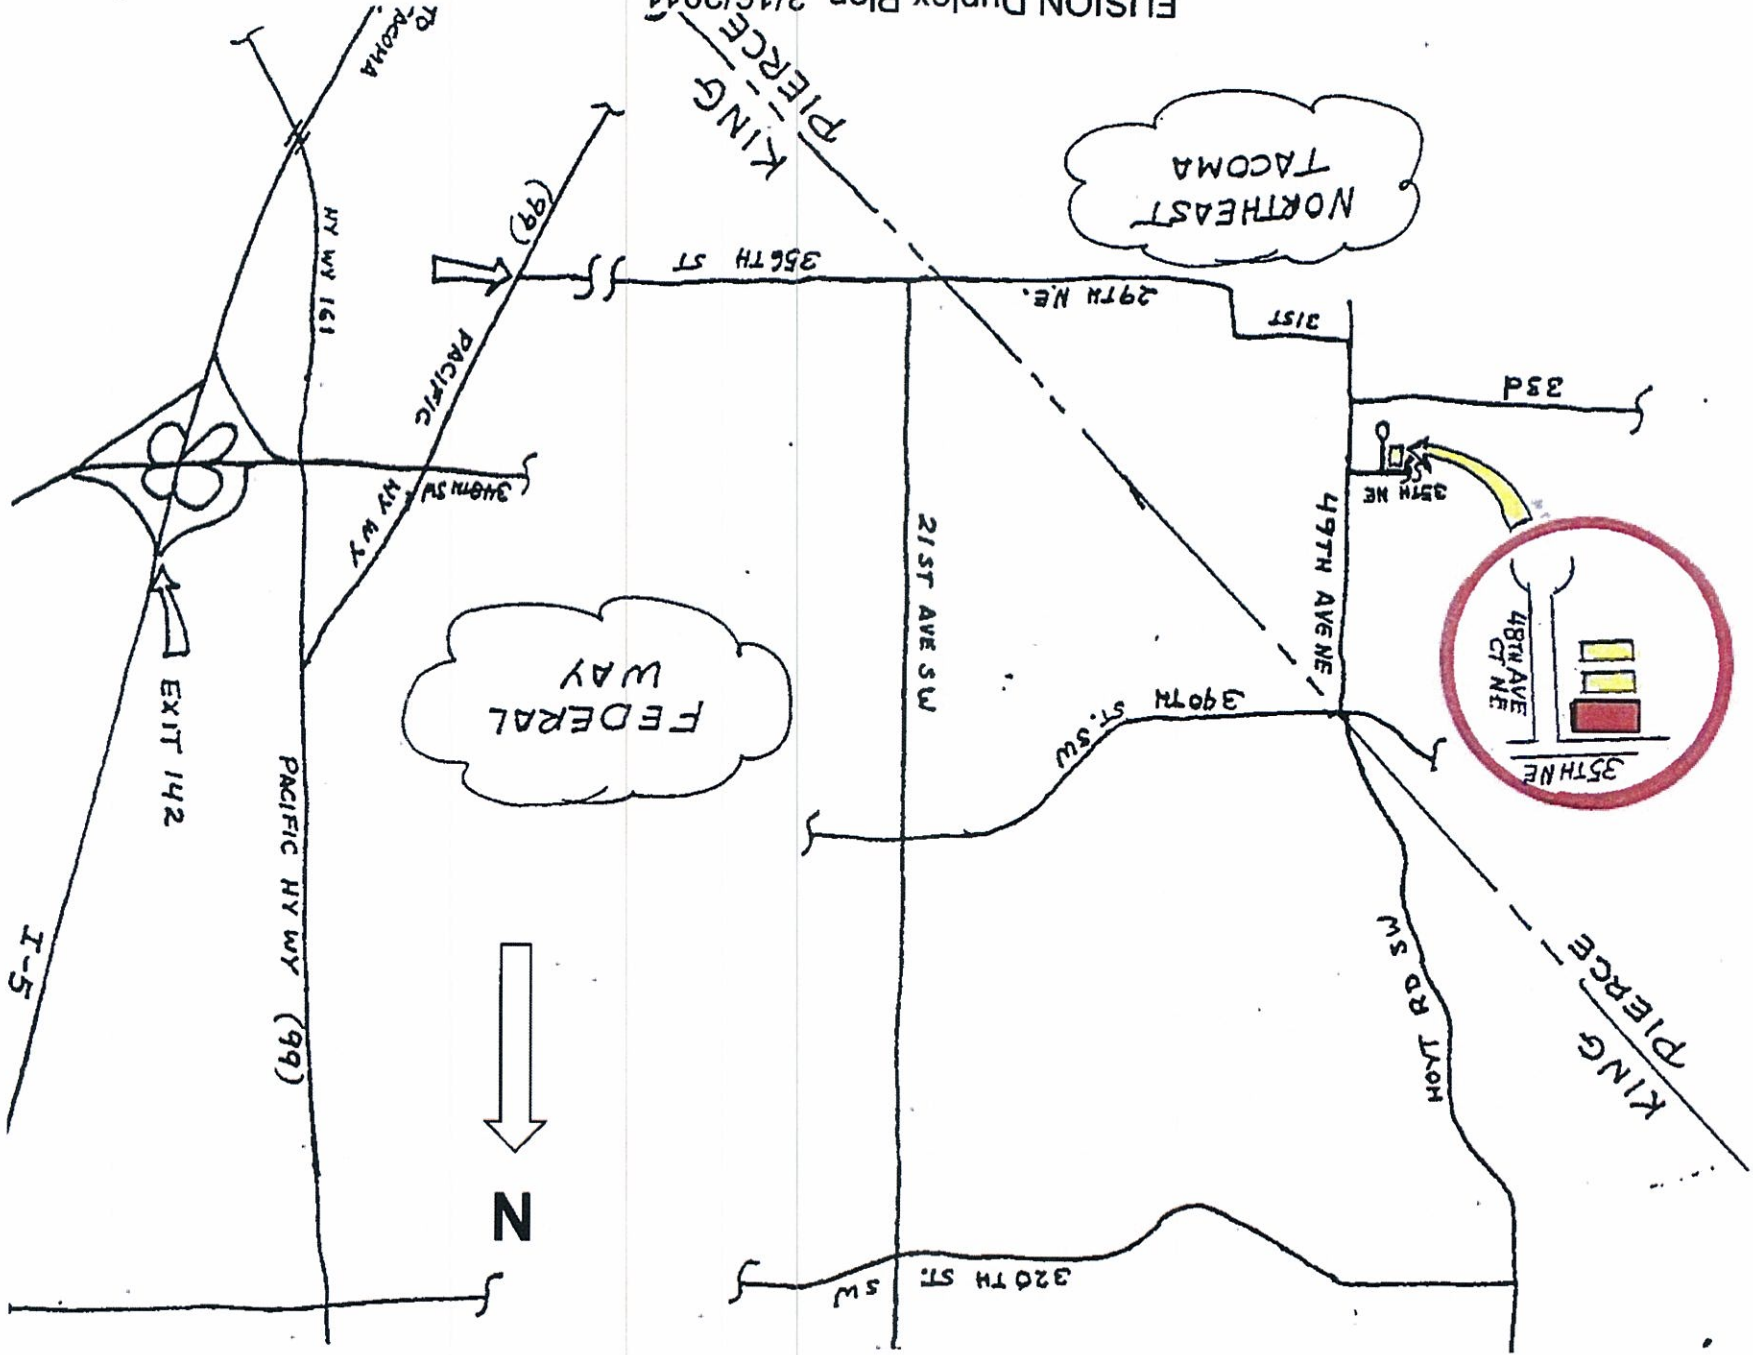 FUSION Duplex Plan
TO
TACOMA
KING
PIERCE
NORTHEAST
TACOMA
(99)
HY WY 161
356TH ST
29TH N.E.
31ST
33d
PACIFIC
HY WY
348TH SW
35TH NE
49TH AVE NE
21ST AVE SW
48TH AVE
CT NE
35TH NE
FEDERAL
WAY
340TH
ST. SW
EXIT 142
PACIFIC HY WY (99)
I-5
HOYT RD SW
KING
PIERCE
N
320TH ST.
SW